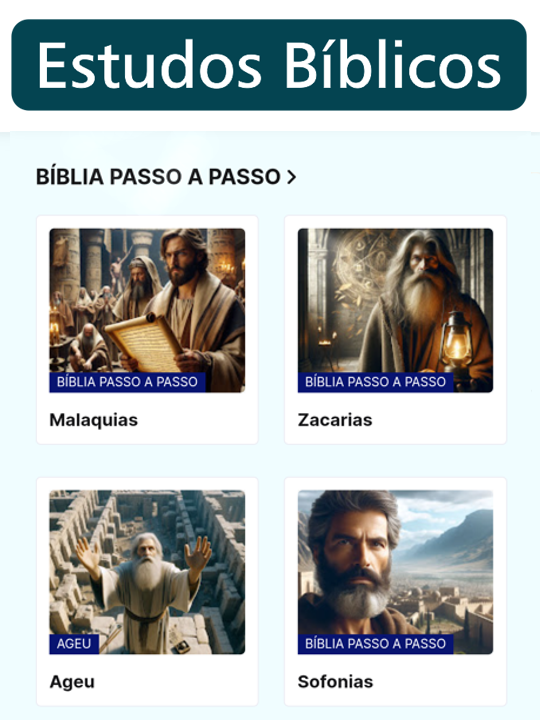 Estudos Bíblicos
BÍBLIA PASSO A PASSO
BÍBLIA PASSO A PASSO
Malaquias
BÍBLIA PASSO A PASSO
Zacarias
AGEU
Ageu
BÍBLIA PASSO A PASSO
Sofonias